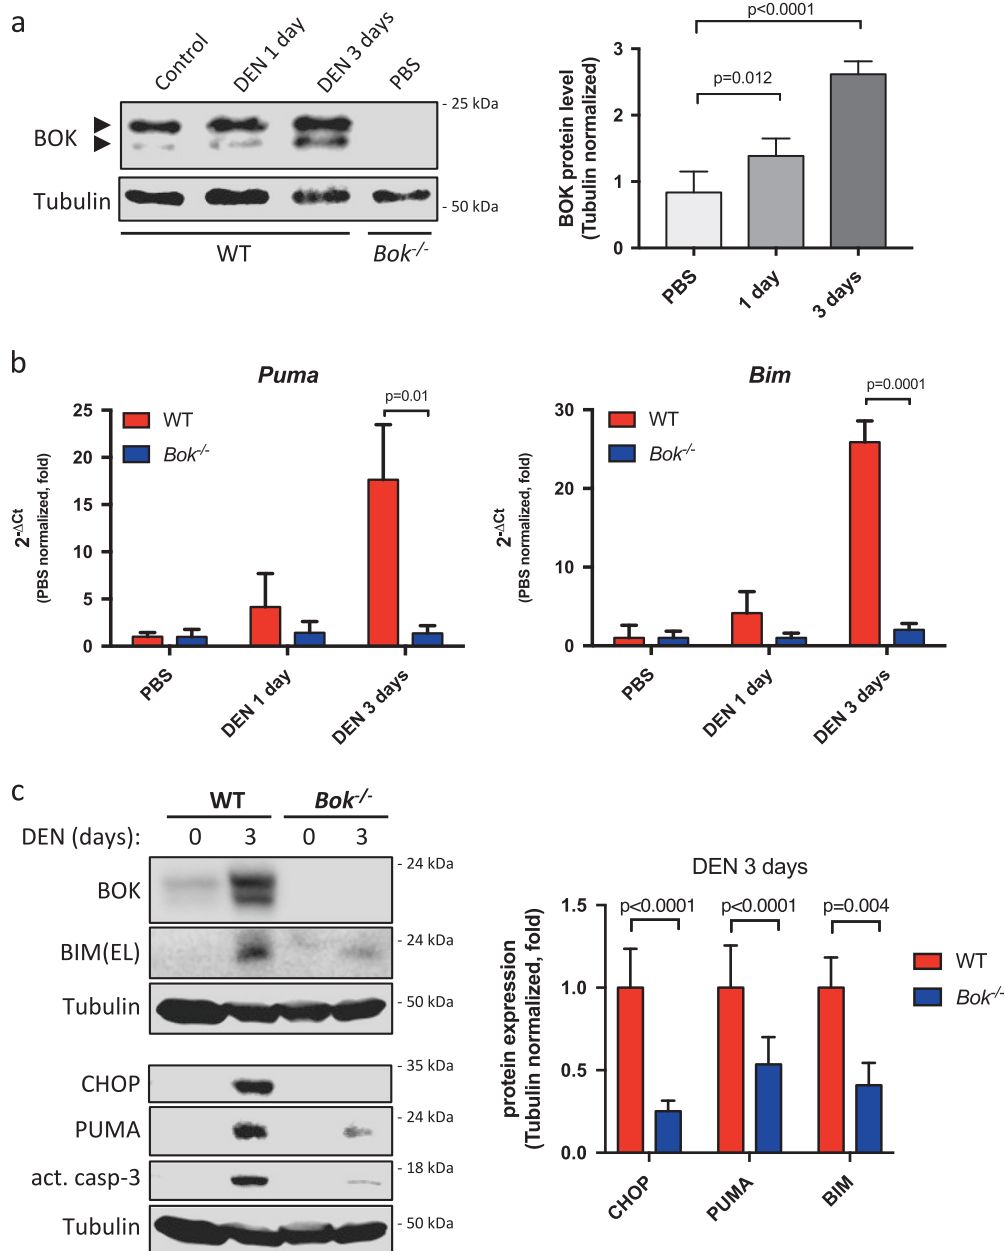 a
Control
DEN 1 day
DEN 3 days
PBS
BOK
- 25 kDa
Tubulin
- 50 kDa
WT
Bok-/-
BOK protein level
(Tubulin normalized)
3
2
1
0
p<0.0001
p=0.012
PBS
1 day
3 days
b
Puma
WT
Bok-/-
p=0.01
2-ΔCt
(PBS normalized, fold)
25
20
15
10
5
0
PBS
DEN 1 day
DEN 3 days
Bim
WT
Bok-/-
p=0.0001
2-ΔCt
(PBS normalized, fold)
30
20
10
0
PBS
DEN 1 day
DEN 3 days
c
WT
Bok-/-
DEN (days):
0
3
0
3
BOK
- 24 kDa
BIM(EL)
- 24 kDa
Tubulin
- 50 kDa
CHOP
- 35 kDa
PUMA
- 24 kDa
act. casp-3
- 18 kDa
Tubulin
- 50 kDa
DEN 3 days
protein expression
(Tubulin normalized, fold)
1.5
1.0
0.5
0.0
p<0.0001
p<0.0001
p=0.004
WT
Bok-/-
CHOP
PUMA
BIM